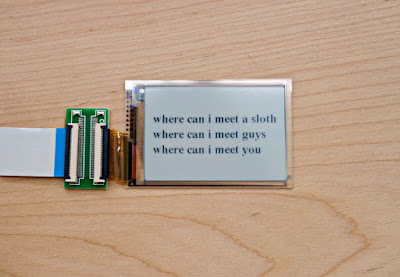 where can i meet a sloth
where can i meet guys
where can i meet you